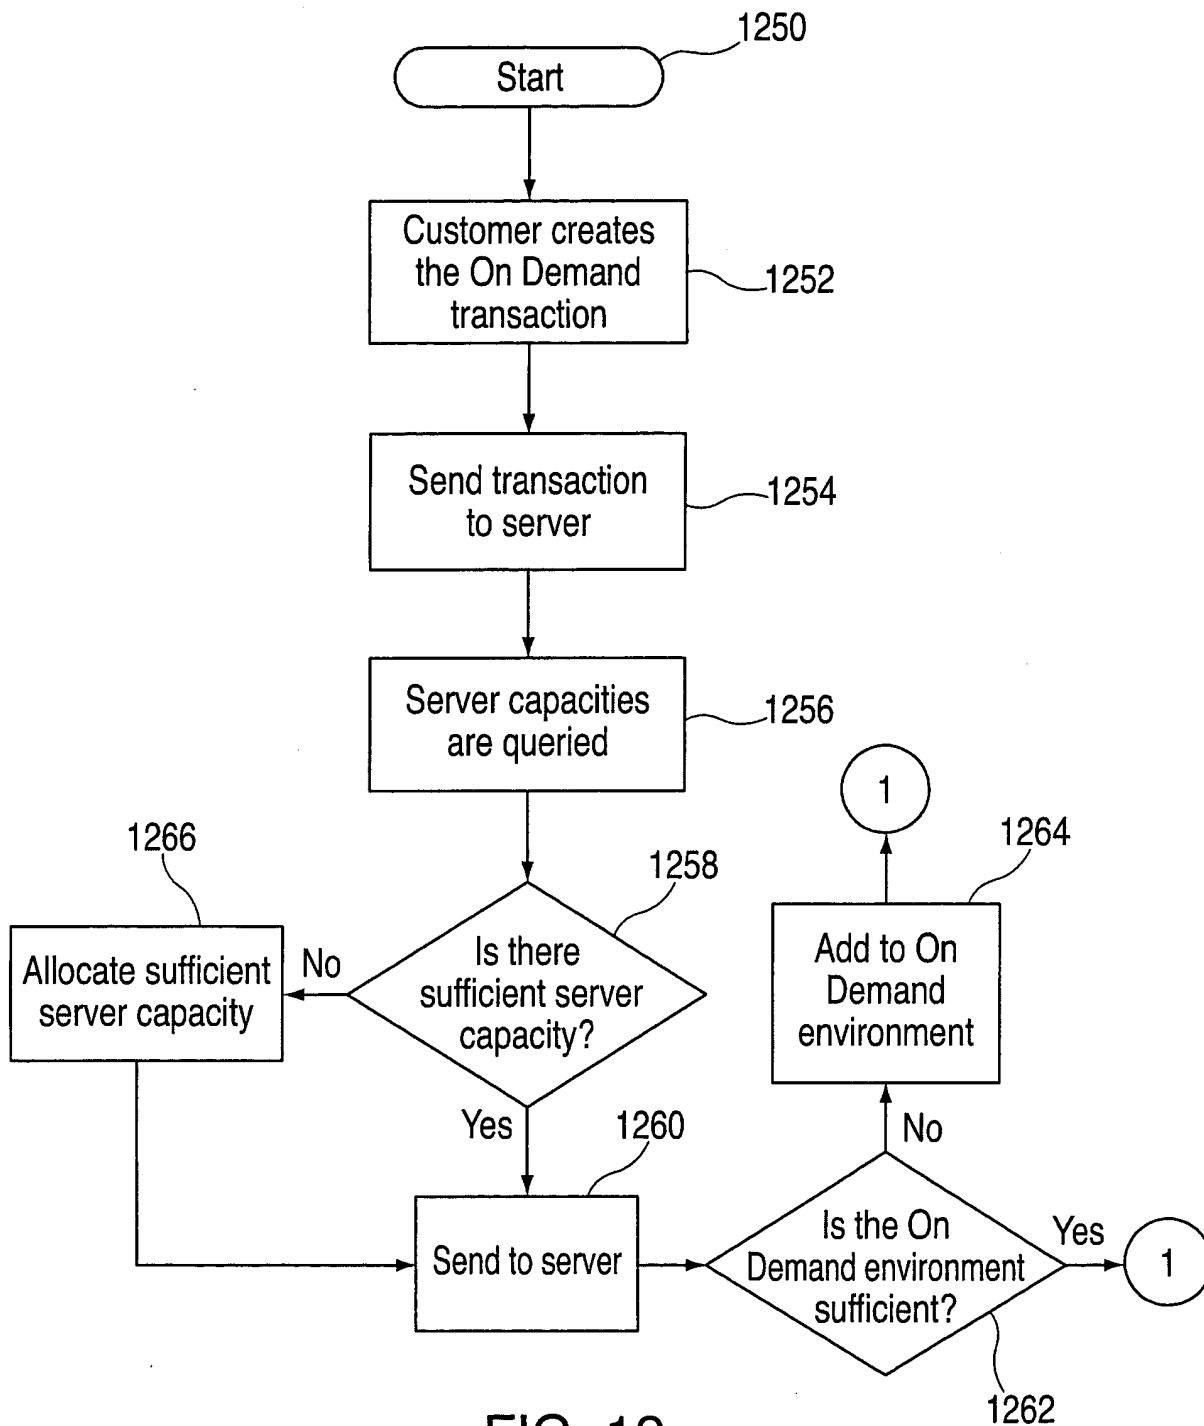 1250
Start
Customer creates
the On Demand
transaction
1252
Send transaction
to server
1254
Server capacities
are queried
1256
1
1266
1258
1264
Allocate sufficient
server capacity
No
Is there
sufficient server
capacity?
Add to On
Demand
environment
Yes
1260
No
Send to server
Is the On
Demand environment
sufficient?
Yes
1
1262